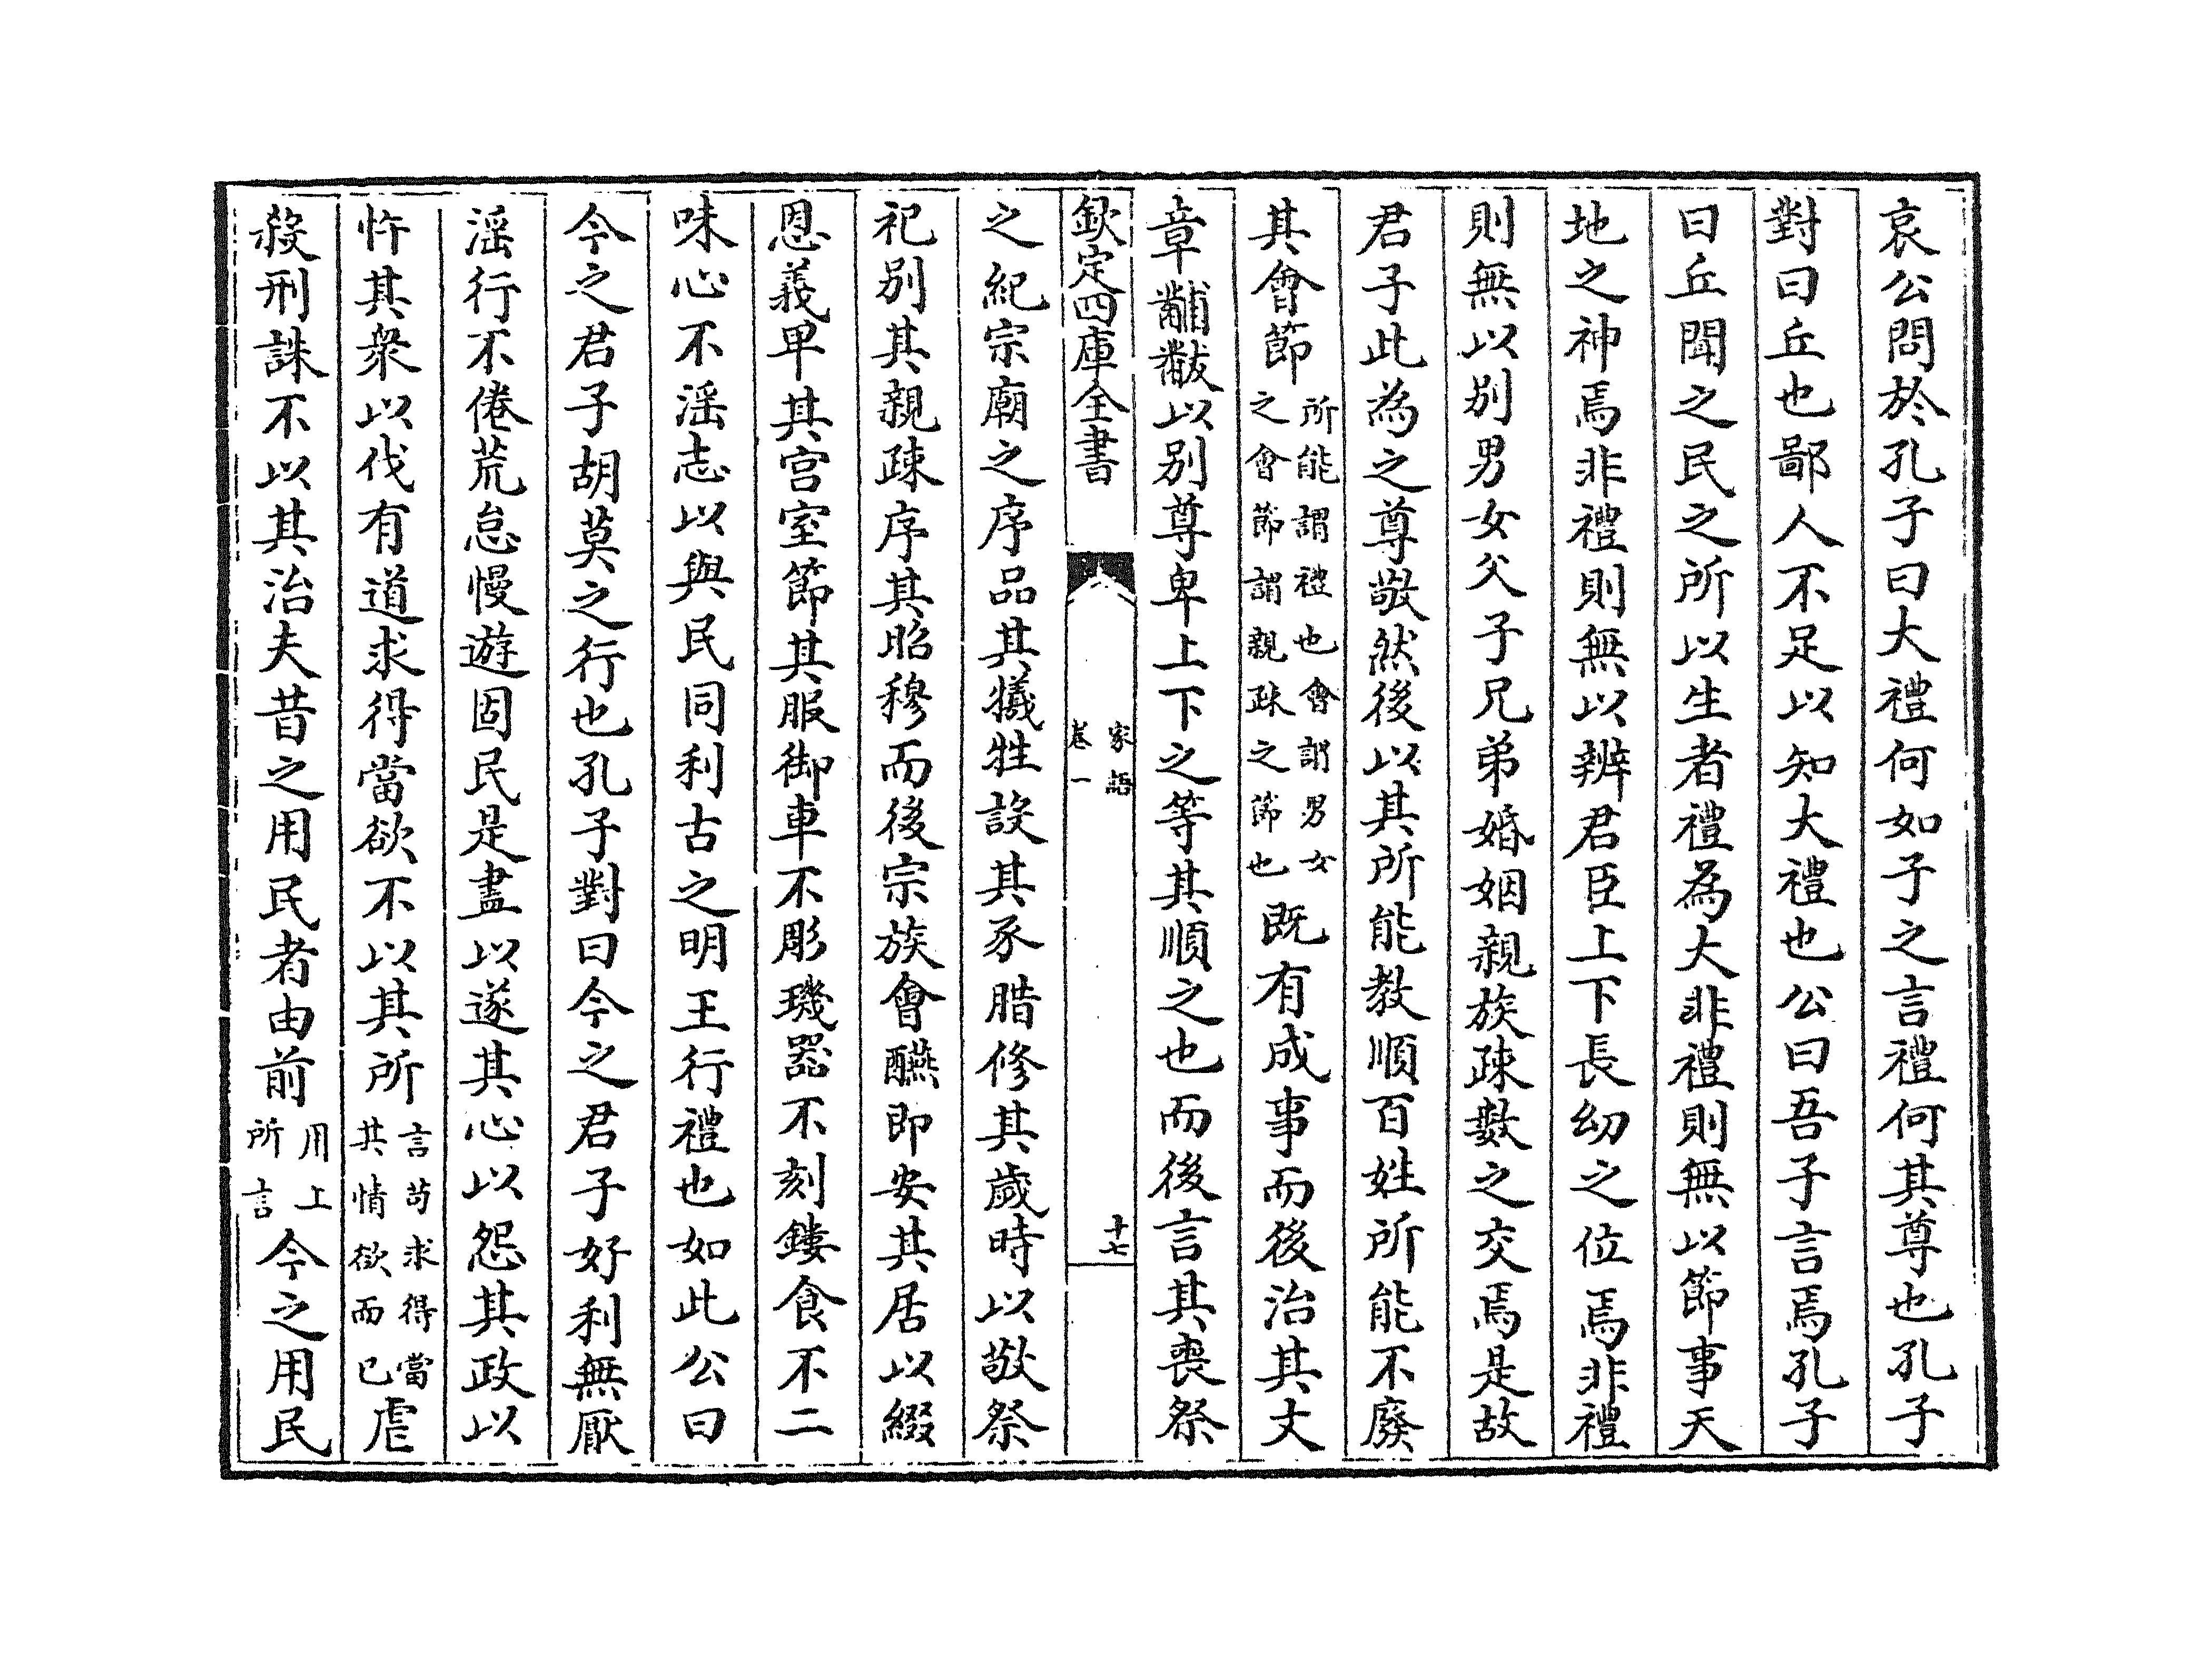 哀公問於孔子曰大禮何如子之言禮何其尊也孔子
對曰丘也鄙人不足以知大禮也公曰吾子言焉孔子
曰丘聞之民之所以生者禮為大非禮則無以節事天
地之神焉非禮則無以辨君臣上下長幼之位焉非禮
則無以別男女父子兄弟婚姻親族疎數之交焉是故
君子此為之尊敬然後以其所能教順百姓所能不廢
其會節所能謂禮也會謂男女之會節謂親疎之節也既有成事而後治其文
章黼黻以别尊卑上下之等其順之也而後言其喪祭
欽定四庫全書
家語
卷一
十七
之紀宗廟之序品其犧牲設其豕腊修其歲時以敬祭
祀别其親疎序其昭穆而後宗族會醼即安其居以綴
恩義卑其宫室節其服御車不彫璣器不刻鏤食不二
味心不淫志以與民同利古之明王行禮也如此公曰
今之君子胡莫之行也孔子對曰今之君子好利無厭
淫行不倦荒怠慢遊固民是盡以遂其心以怨其政以
忤其衆以伐有道求得當欲不以其所言苟求得當其情欲而已虐
殺刑誅不以其治夫昔之用民者由前用上所言今之用民